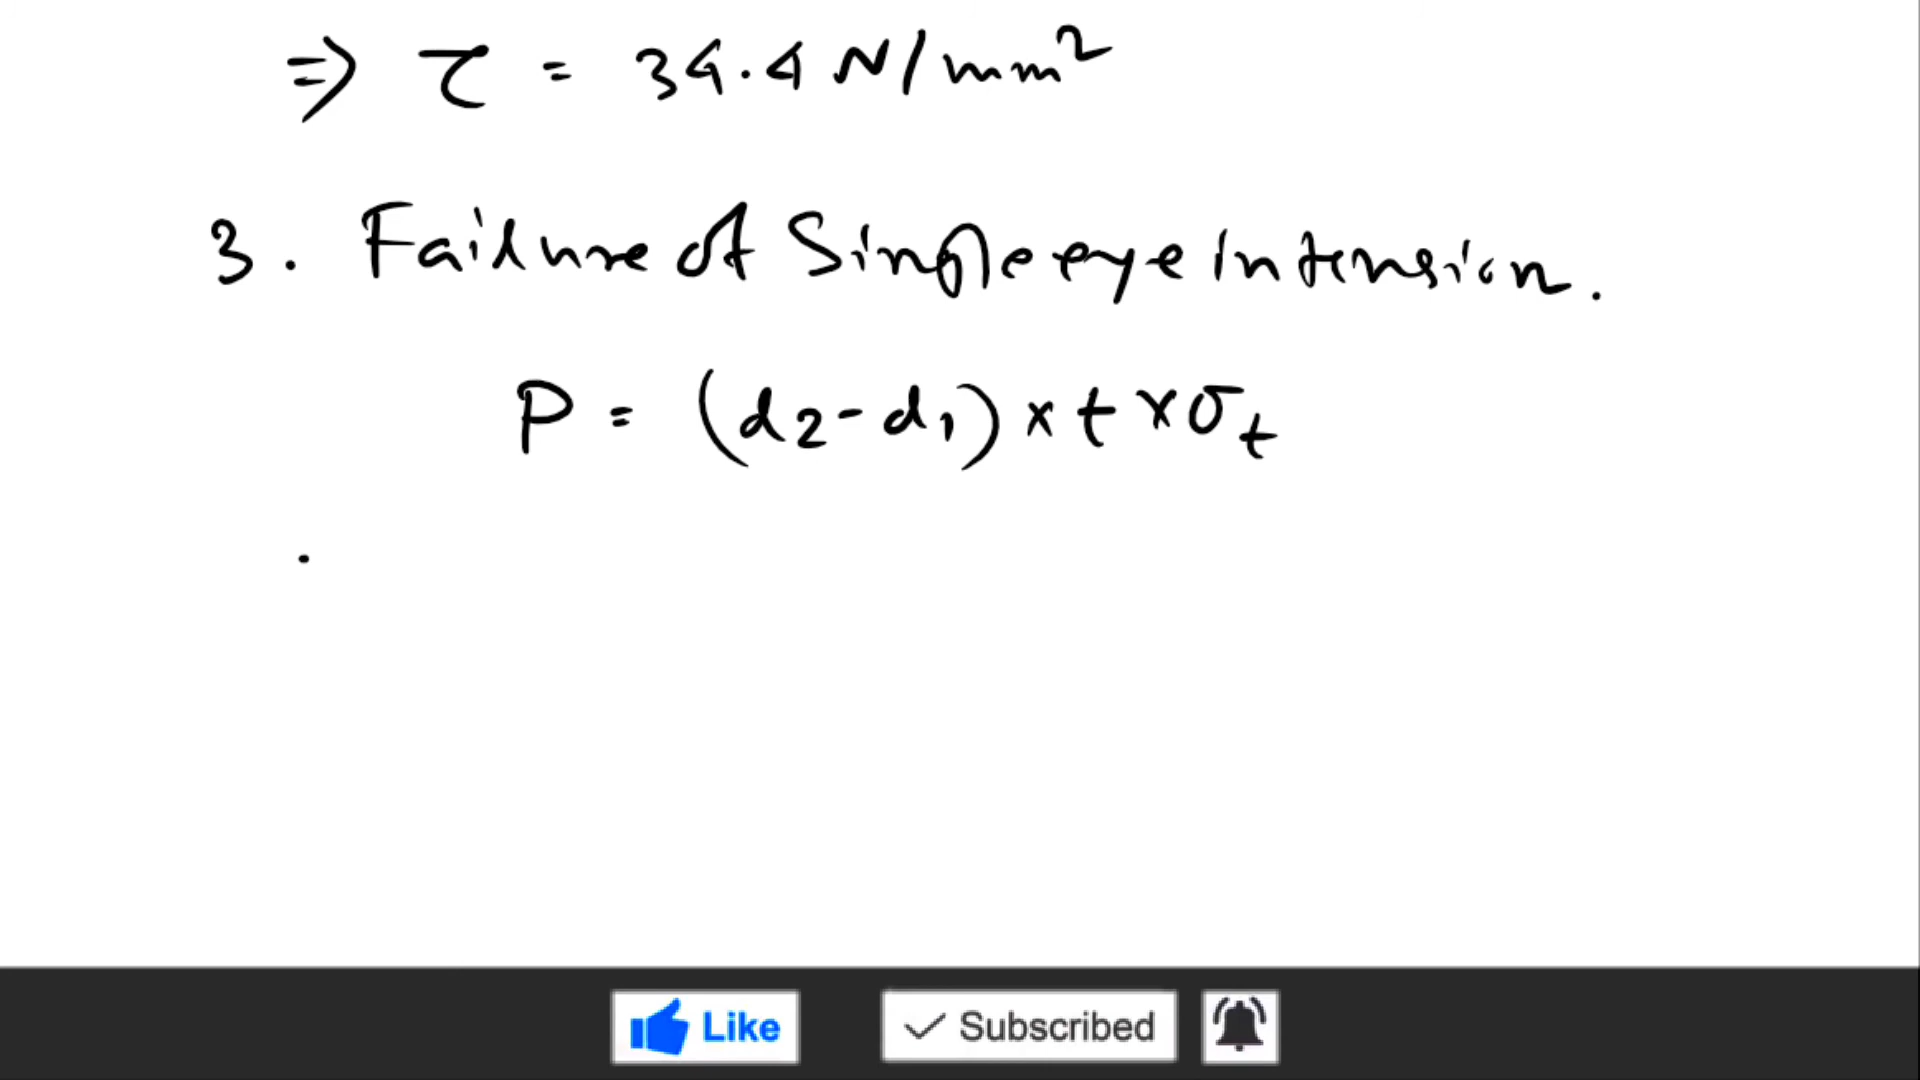 ⇒ τ = 34.4 N/mm²
3. Failure of Single eye in tension.
P = (d₂-d₁) × t × σₜ
Like
Subscribed